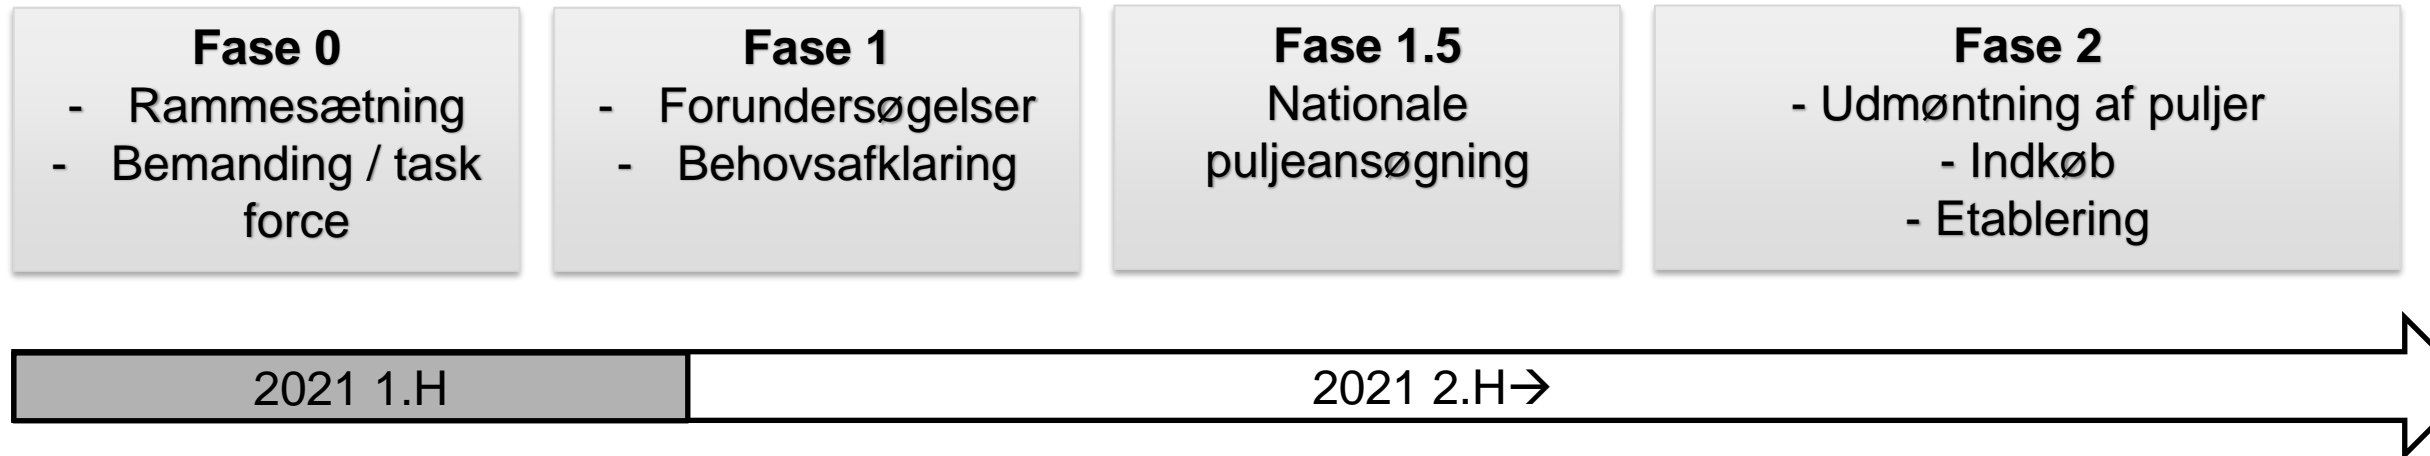 Fase 0
- Rammesætning
- Bemanding / task
force
Fase 1
- Forundersøgelser
- Behovsafklaring
Fase 1.5
Nationale
puljeansøgning
Fase 2
- Udmøntning af puljer
- Indkøb
- Etablering
2021 1.H
2021 2.H→